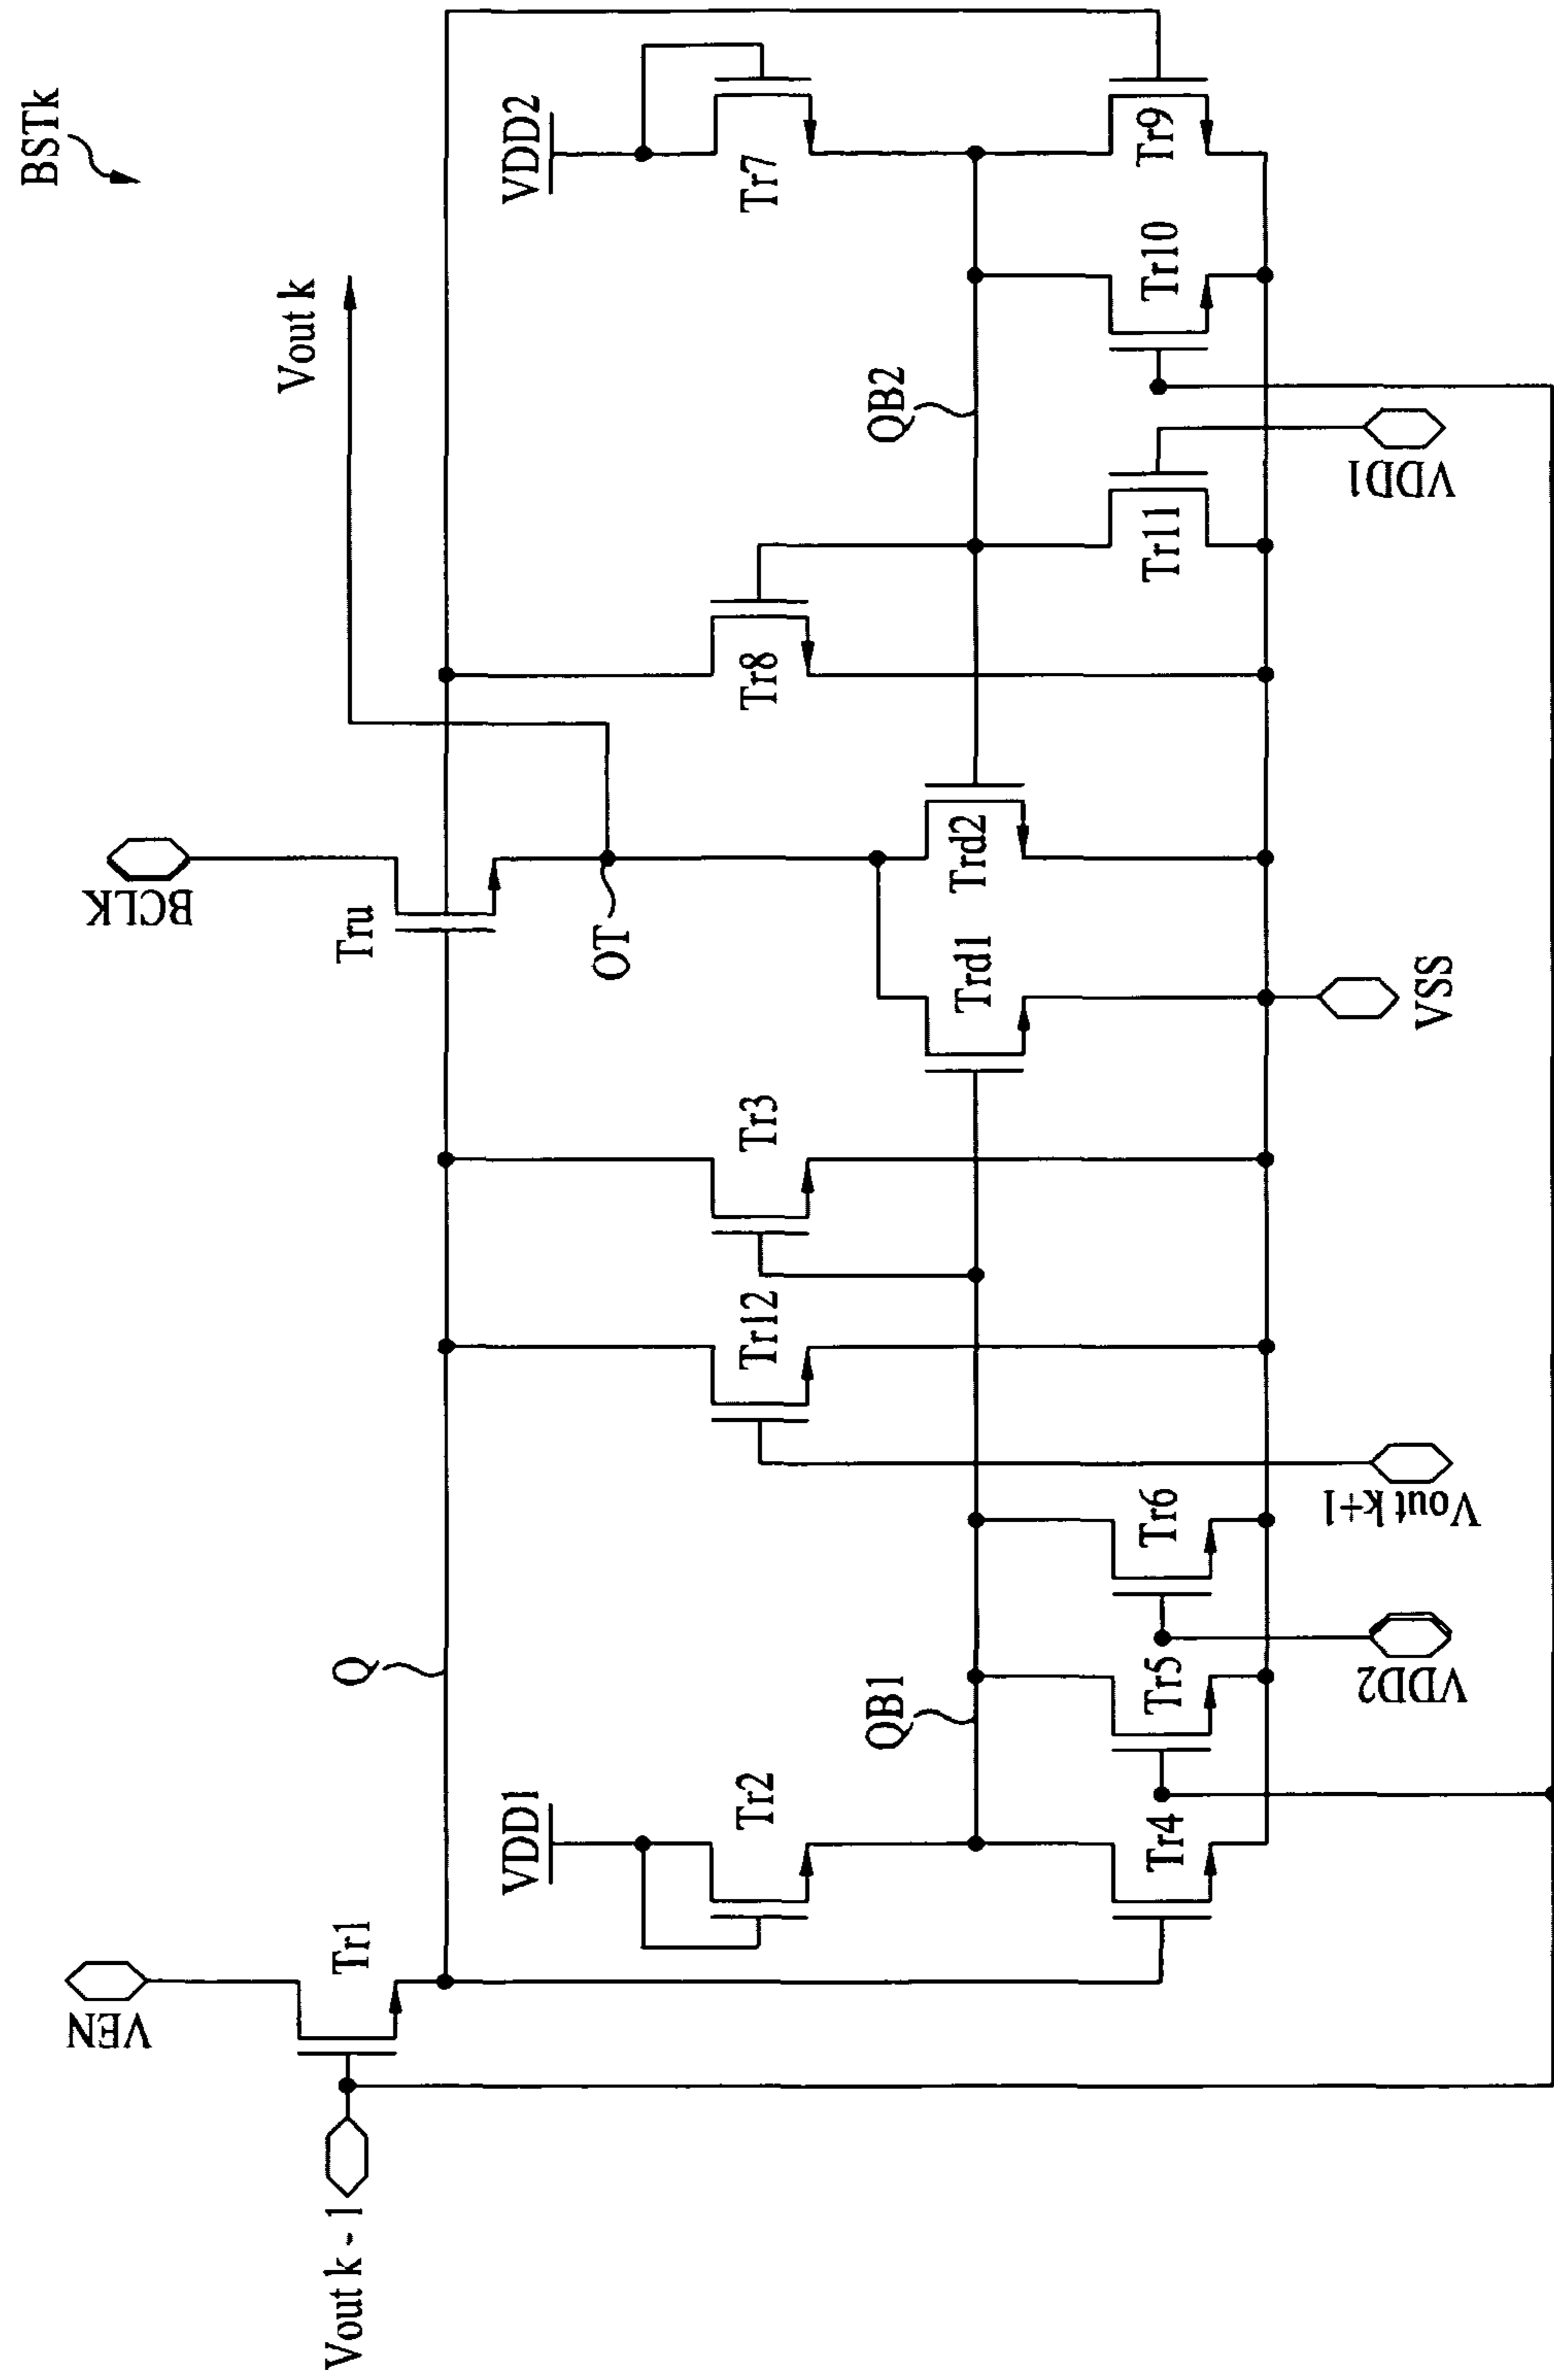 BSTk
Vout k
BCLK
VEN
Vout k - 1
Tr1
Q
Tru
OT
VDD1
Tr2
Tr12
Tr3
Tr8
VDD2
Tr7
QB1
QB2
Trd1
Trd2
Tr4
Tr5
Tr6
Tr11
Tr10
Tr9
VDD2
Vout k+1
VSS
VDD1